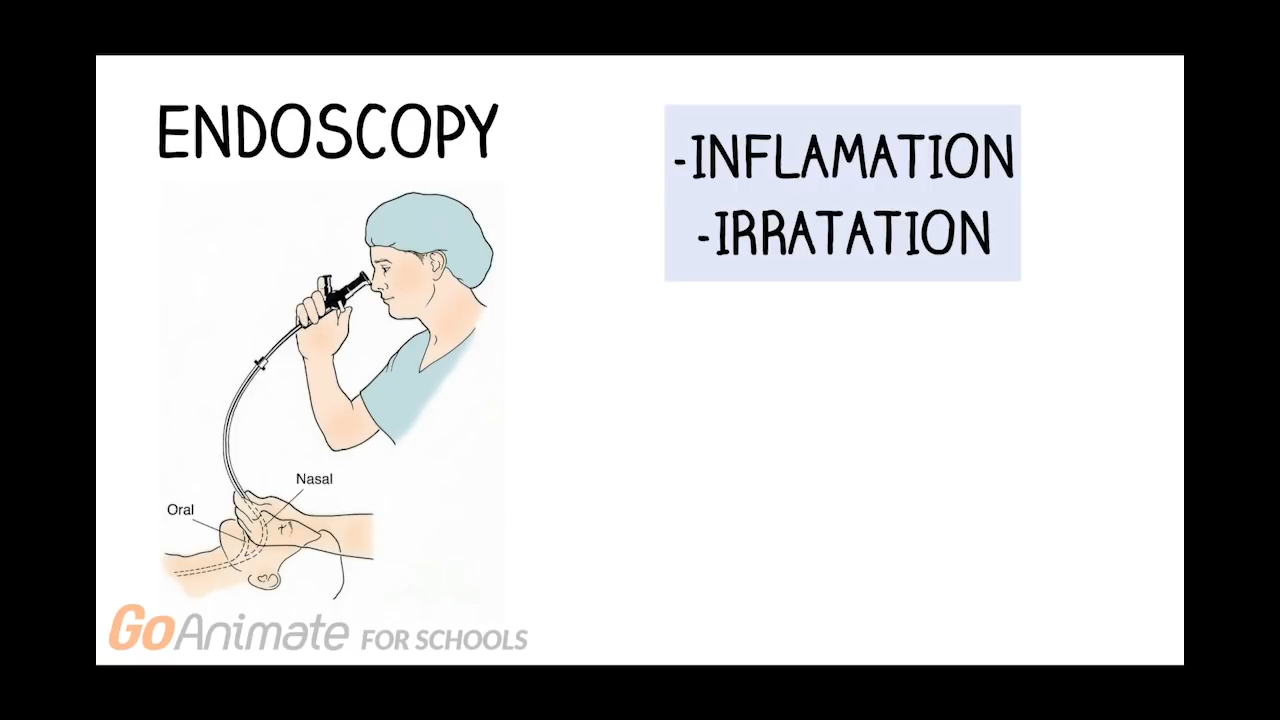 ENDOSCOPY
-INFLAMATION
-IRRATATION
Nasal
Oral
GoAnimate FOR SCHOOLS